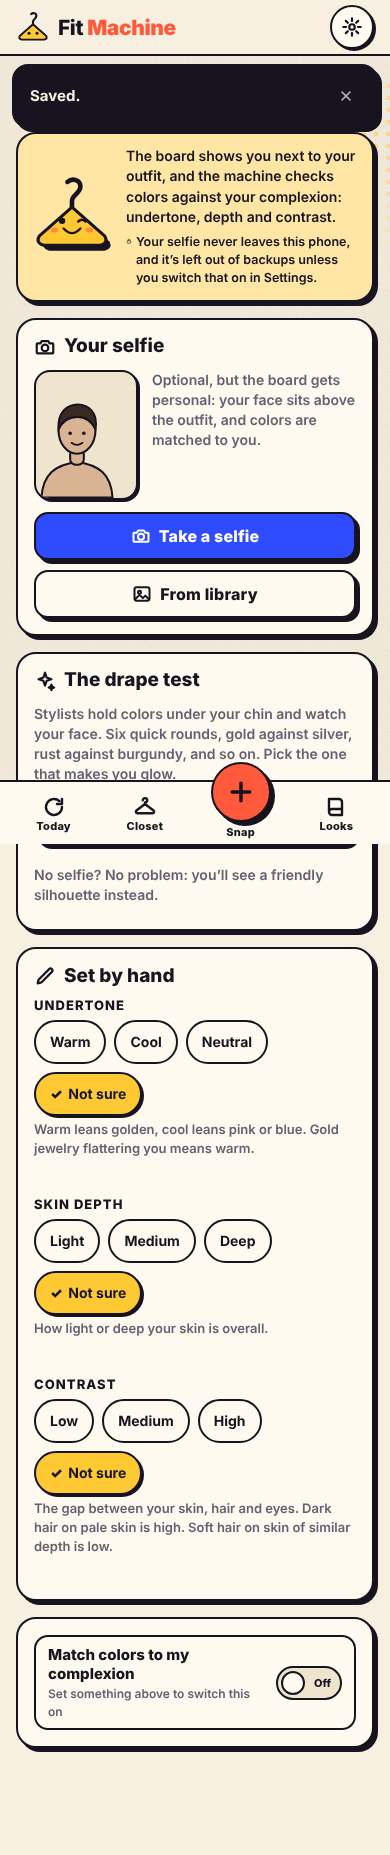 Fit Machine
Saved.
The board shows you next to your
outfit, and the machine checks
colors against your complexion:
undertone, depth and contrast.
Your selfie never leaves this phone,
and it’s left out of backups unless
you switch that on in Settings.
Your selfie
Optional, but the board gets
personal: your face sits above
the outfit, and colors are
matched to you.
Take a selfie
From library
The drape test
Stylists hold colors under your chin and watch
your face. Six quick rounds, gold against silver,
rust against burgundy, and so on. Pick the one
that makes you glow.
Today
Closet
Snap
Looks
No selfie? No problem: you’ll see a friendly
silhouette instead.
Set by hand
UNDERTONE
Warm
Cool
Neutral
Not sure
Warm leans golden, cool leans pink or blue. Gold
jewelry flattering you means warm.
SKIN DEPTH
Light
Medium
Deep
Not sure
How light or deep your skin is overall.
CONTRAST
Low
Medium
High
Not sure
The gap between your skin, hair and eyes. Dark
hair on pale skin is high. Soft hair on skin of similar
depth is low.
Match colors to my
complexion
Set something above to switch this
on
Off